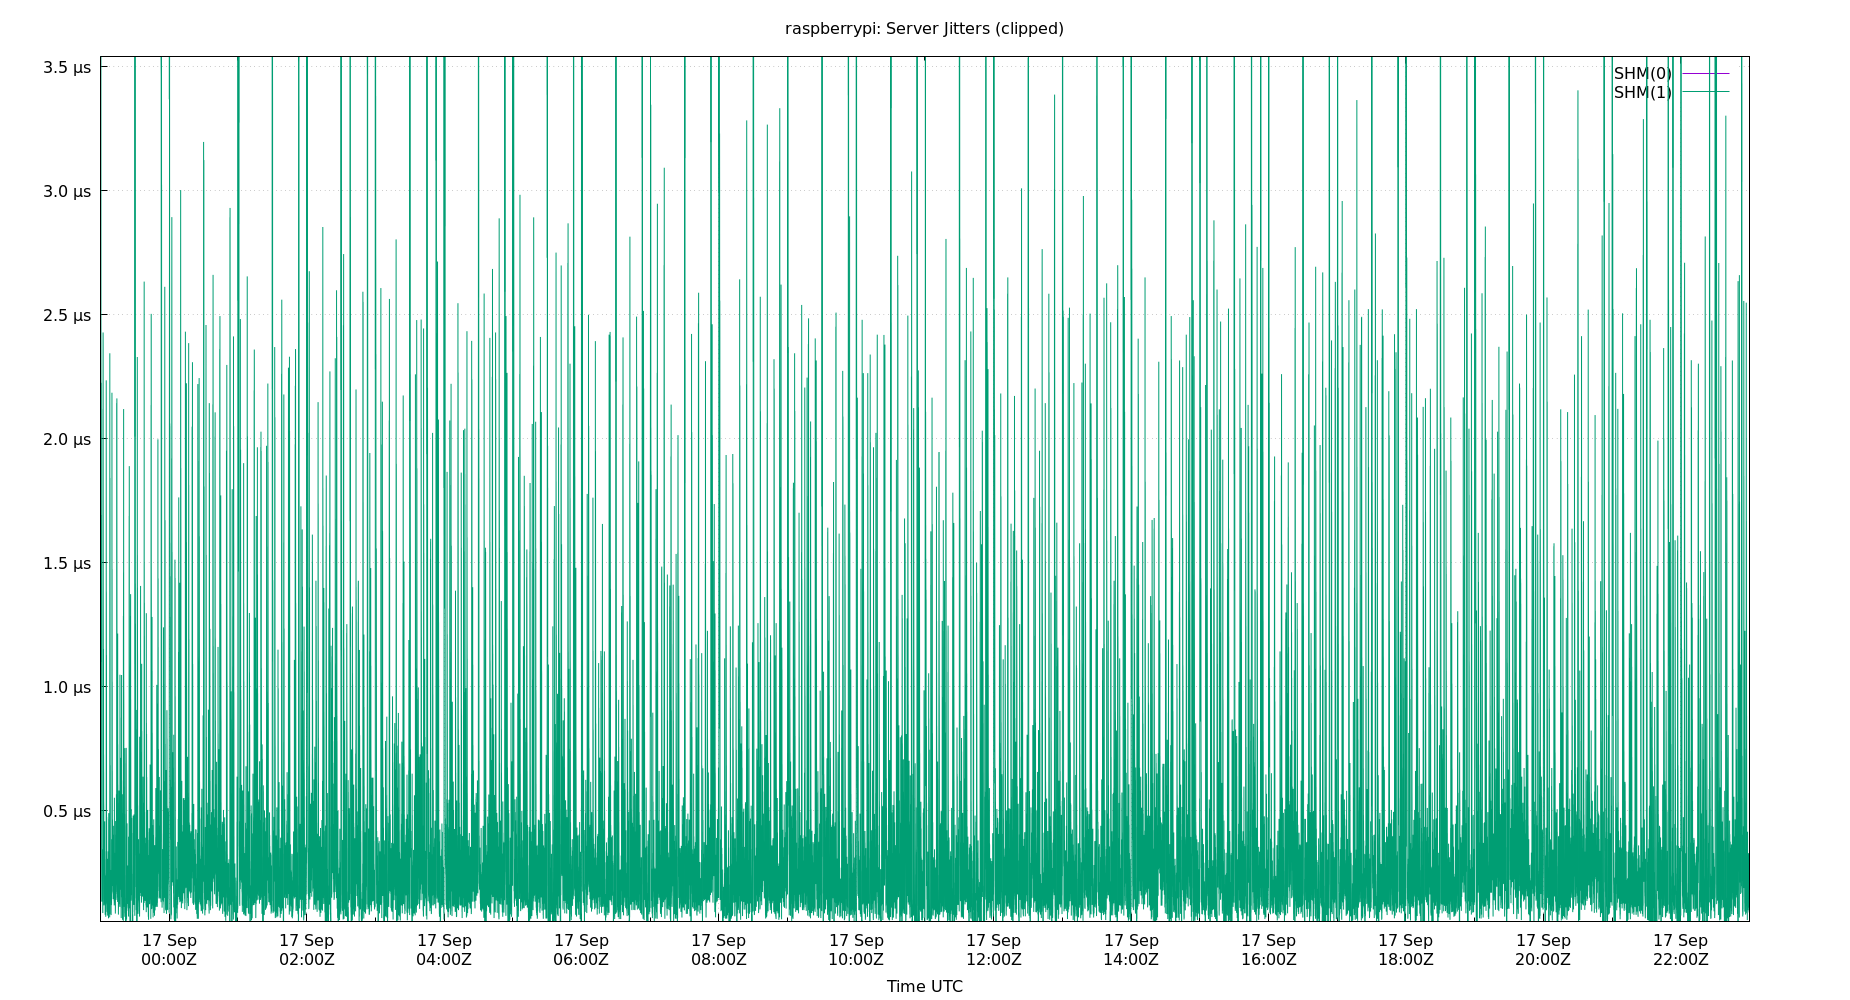 raspberrypi: Server Jitters (clipped)
SHM(0)
SHM(1)
3.5 µs
3.0 µs
2.5 µs
2.0 µs
1.5 µs
1.0 µs
0.5 µs
17 Sep 17 Sep 17 Sep 17 Sep 17 Sep 17 Sep 17 Sep 17 Sep 17 Sep 17 Sep 17 Sep 17 Sep
00:00Z 02:00Z 04:00Z 06:00Z 08:00Z 10:00Z 12:00Z 14:00Z 16:00Z 18:00Z 20:00Z 22:00Z
Time UTC